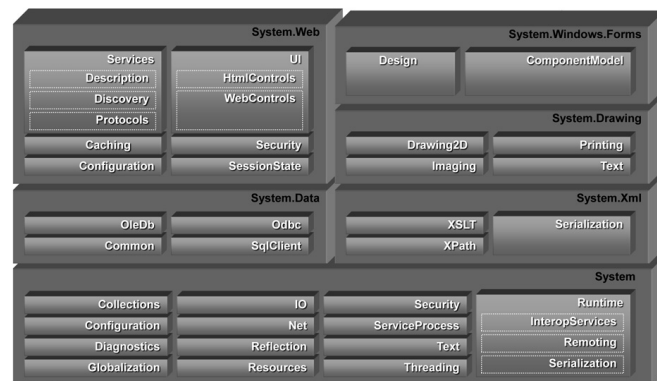 System.Web
Services
Description
Discovery
Protocols
UI
HtmlControls
WebControls
Caching
Security
Configuration
SessionState
System.Windows.Forms
Design
ComponentModel
System.Drawing
Drawing2D
Printing
Imaging
Text
System.Data
OleDb
Odbc
Common
SqlClient
System.Xml
XSLT
Serialization
XPath
System
Collections
IO
Security
Runtime
Configuration
Net
ServiceProcess
InteropServices
Diagnostics
Reflection
Text
Remoting
Globalization
Resources
Threading
Serialization